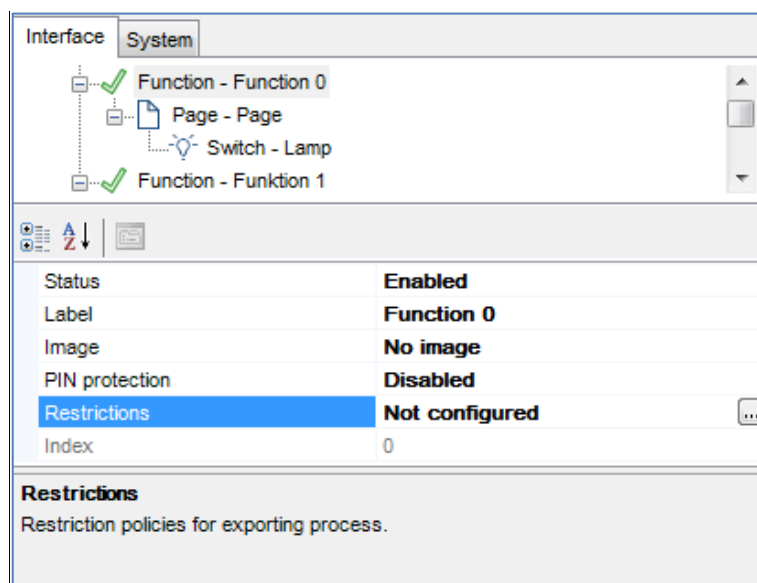 Interface System
Function - Function 0
Page - Page
Switch - Lamp
Function - Funktion 1
A
Z
Status Enabled
Label Function 0
Image No image
PIN protection Disabled
Restrictions Not configured ...
Index 0
Restrictions
Restriction policies for exporting process.